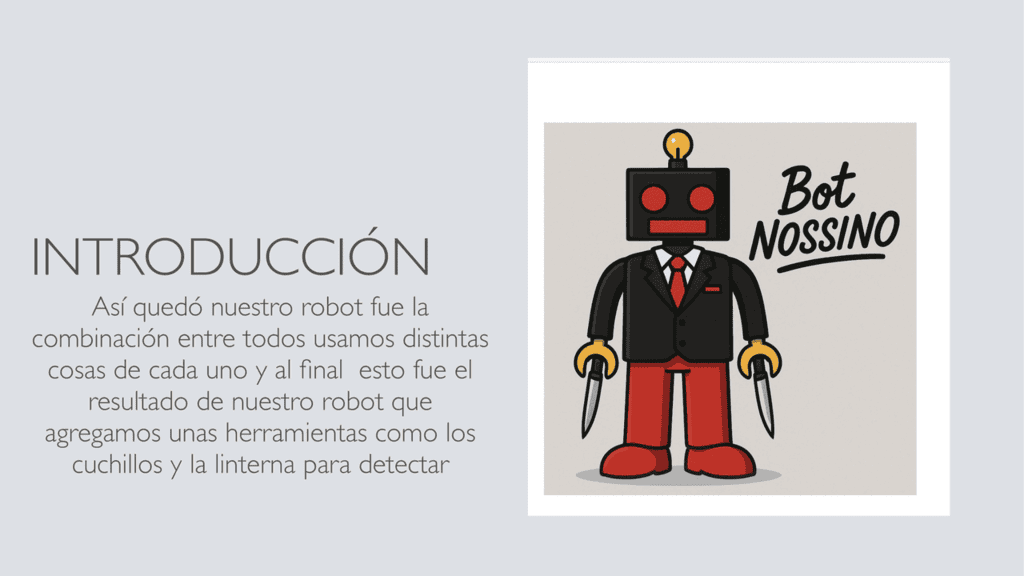 INTRODUCCIÓN
Así quedó nuestro robot fue la
combinación entre todos usamos distintas
cosas de cada uno y al final  esto fue el
resultado de nuestro robot que
agregamos unas herramientas como los
cuchillos y la linterna para detectar
Bot
NOSSINO